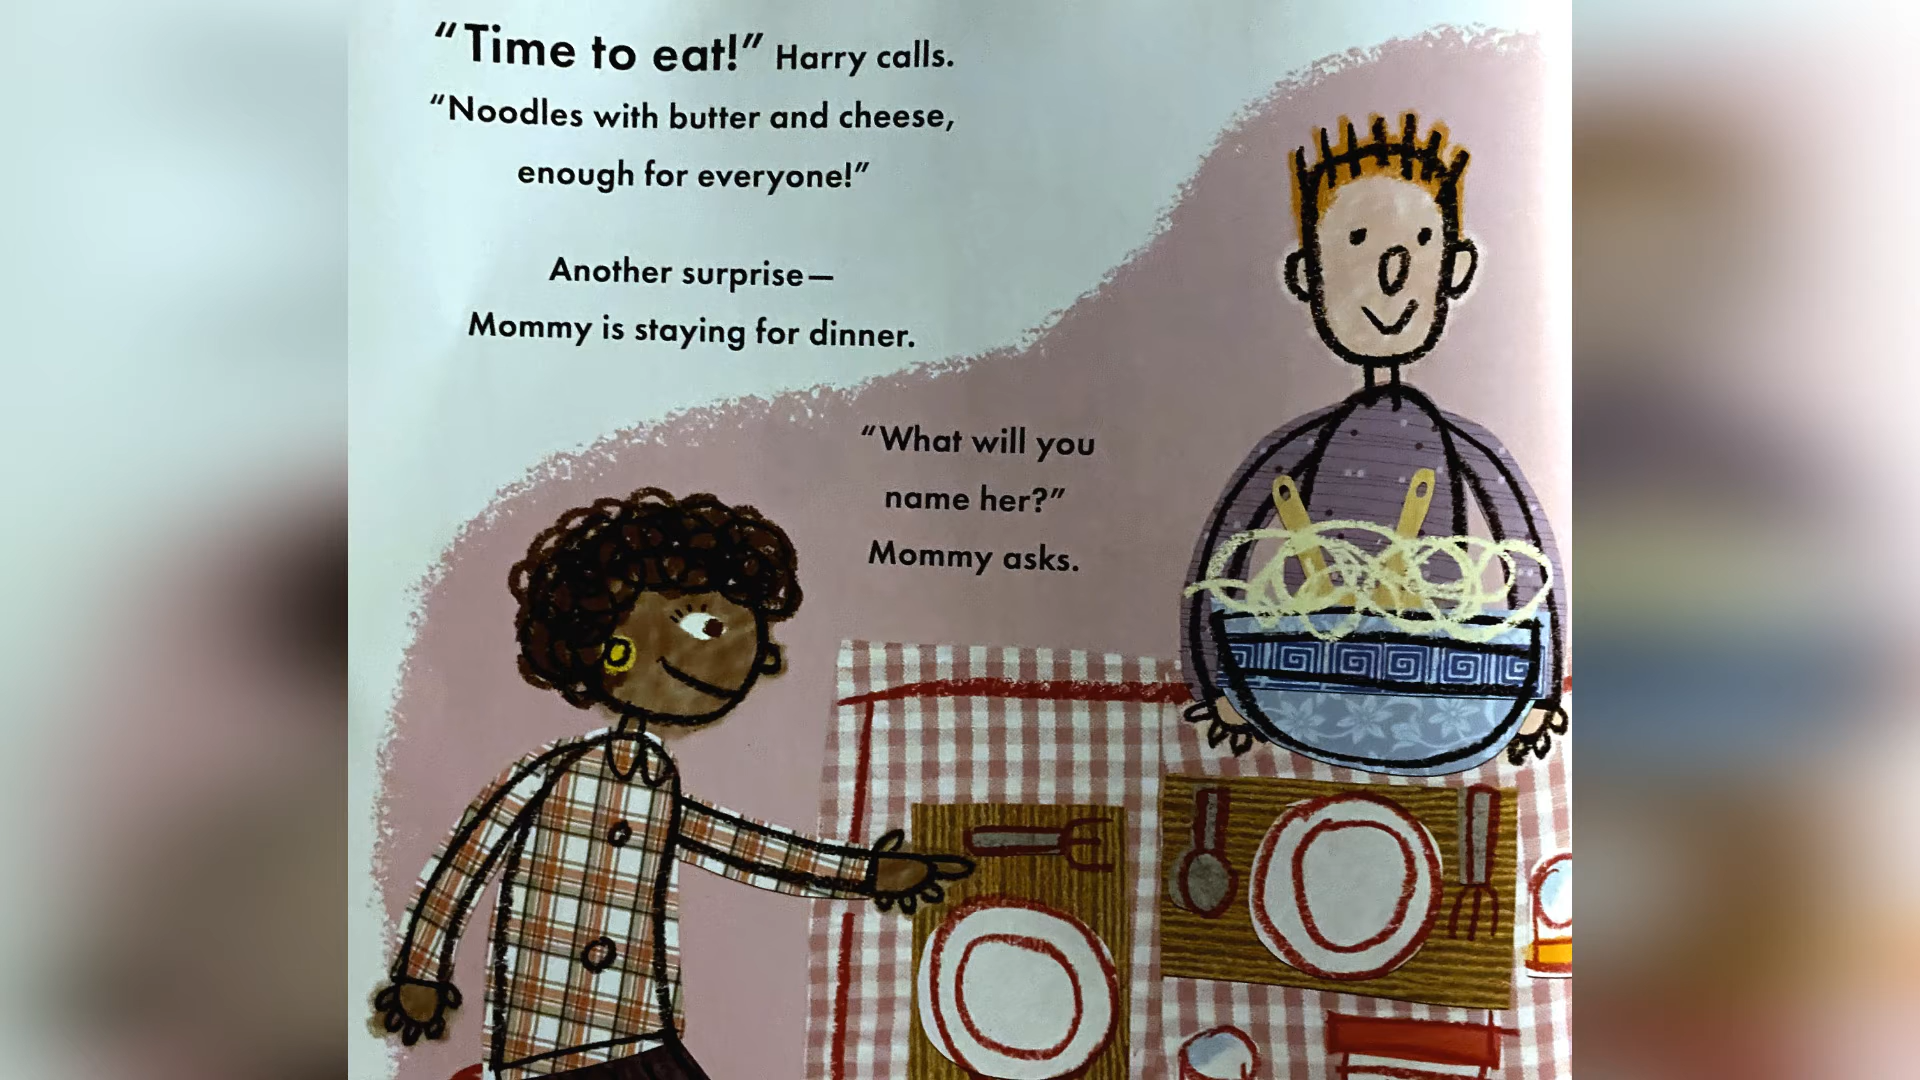 “Time to eat!” Harry calls.
“Noodles with butter and cheese,
enough for everyone!”
Another surprise—
Mommy is staying for dinner.
“What will you
name her?”
Mommy asks.